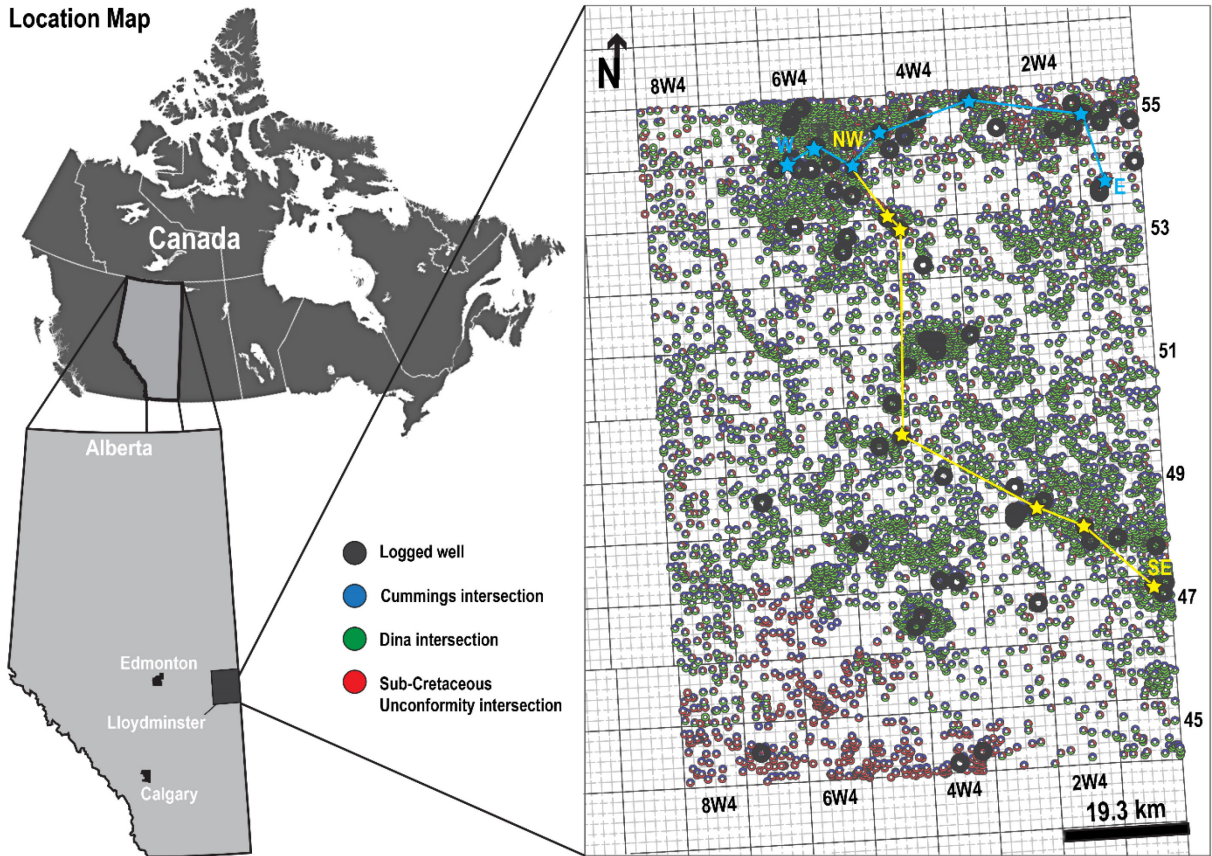 Location Map
Canada
Alberta
Edmonton
Lloydminster
Calgary
Logged well
Cummings intersection
Dina intersection
Sub-Cretaceous
Unconformity intersection
N
8W4
6W4
4W4
2W4
55
W
NW
E
53
51
49
SE
47
45
8W4
6W4
4W4
2W4
19.3 km